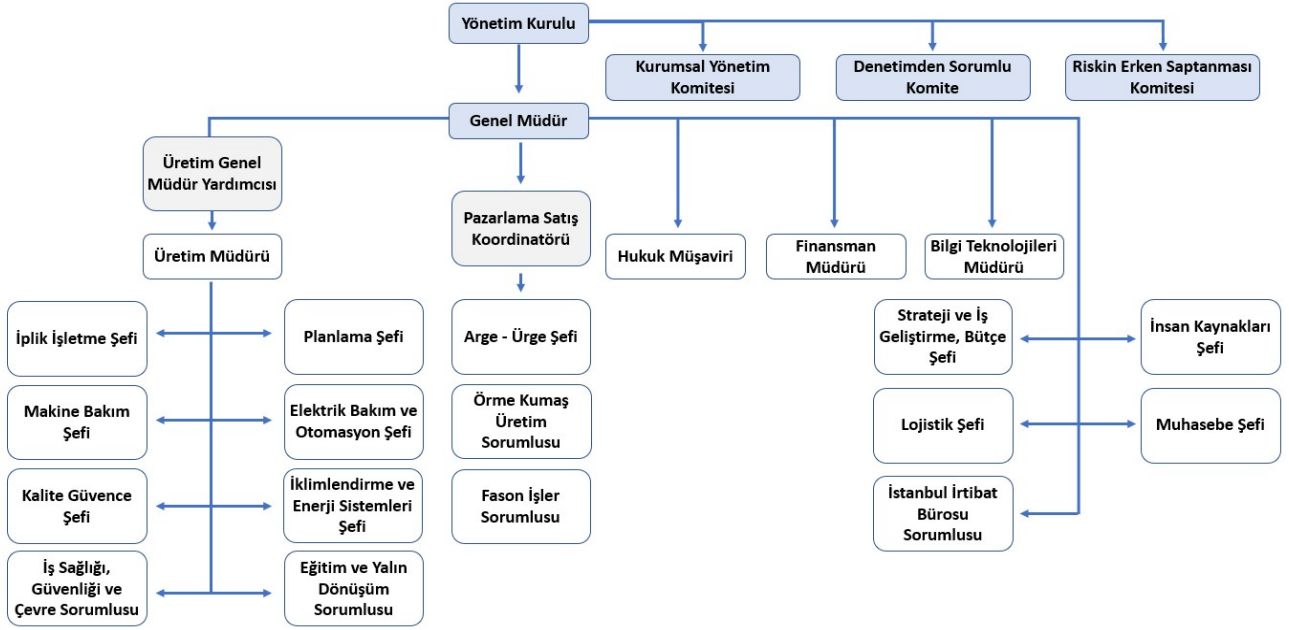 Yönetim Kurulu
Kurumsal Yönetim
Komitesi
Denetimden Sorumlu
Komite
Riskin Erken Saptanması
Komitesi
Genel Müdür
Üretim Genel
Müdür Yardımcısı
Pazarlama Satış
Koordinatörü
Üretim Müdürü
Hukuk Müşaviri
Finansman
Müdürü
Bilgi Teknolojileri
Müdürü
İplik İşletme Şefi
Planlama Şefi
Arge - Ürge Şefi
Strateji ve İş
Geliştirme, Bütçe
Şefi
İnsan Kaynakları
Şefi
Makine Bakım
Şefi
Elektrik Bakım ve
Otomasyon Şefi
Örme Kumaş
Üretim
Sorumlusu
Lojistik Şefi
Muhasebe Şefi
Kalite Güvence
Şefi
İklimlendirme ve
Enerji Sistemleri
Şefi
Fason İşler
Sorumlusu
İstanbul İrtibat
Bürosu
Sorumlusu
İş Sağlığı,
Güvenliği ve
Çevre Sorumlusu
Eğitim ve Yalın
Dönüşüm
Sorumlusu